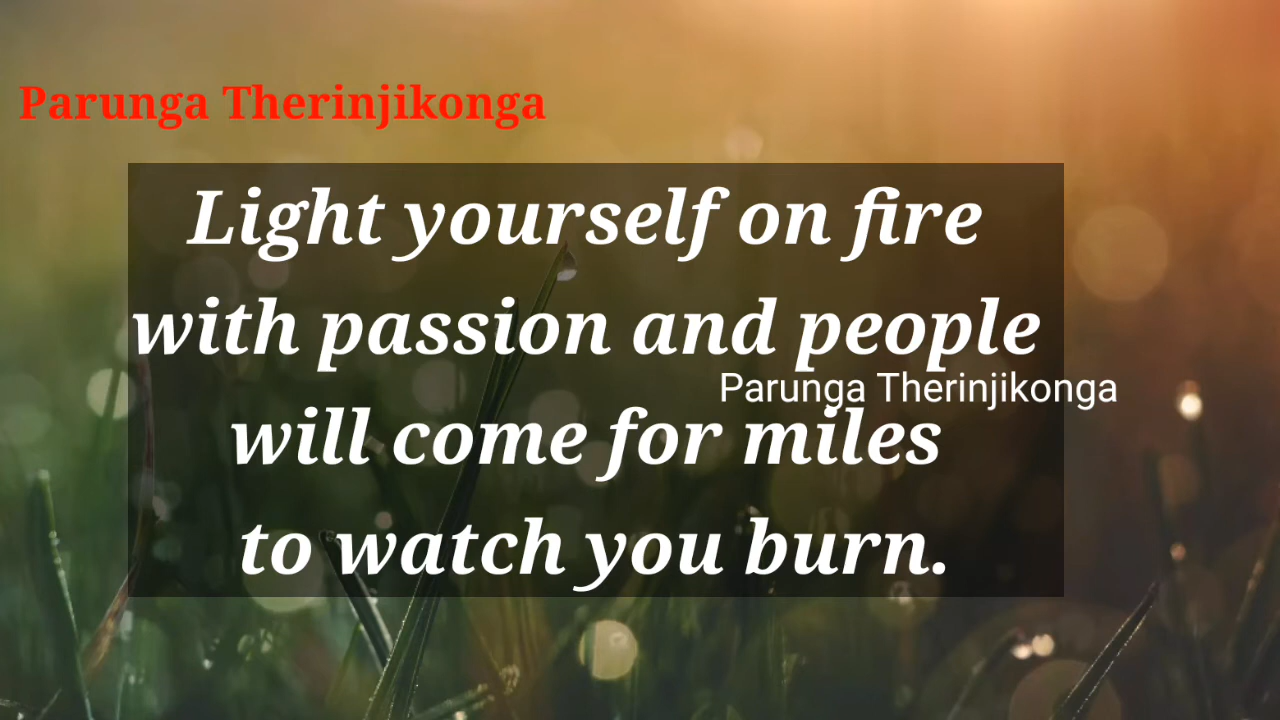 Parunga Therinjikonga
Light yourself on fire
with passion and people
Parunga Therinjikonga
will come for miles
to watch you burn.